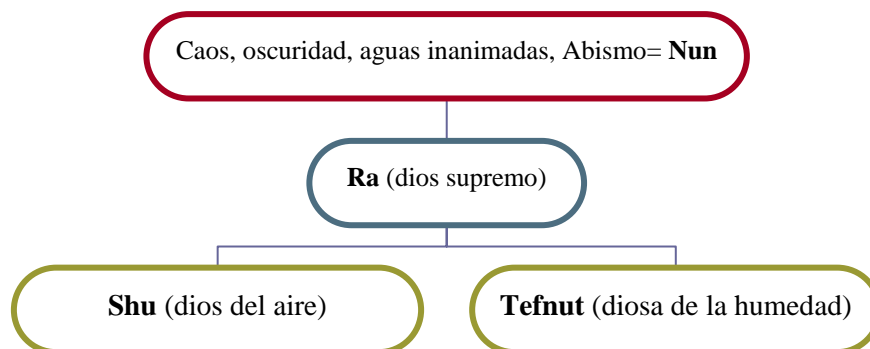 Caos, oscuridad, aguas inanimadas, Abismo= Nun
Ra (dios supremo)
Shu (dios del aire)
Tefnut (diosa de la humedad)